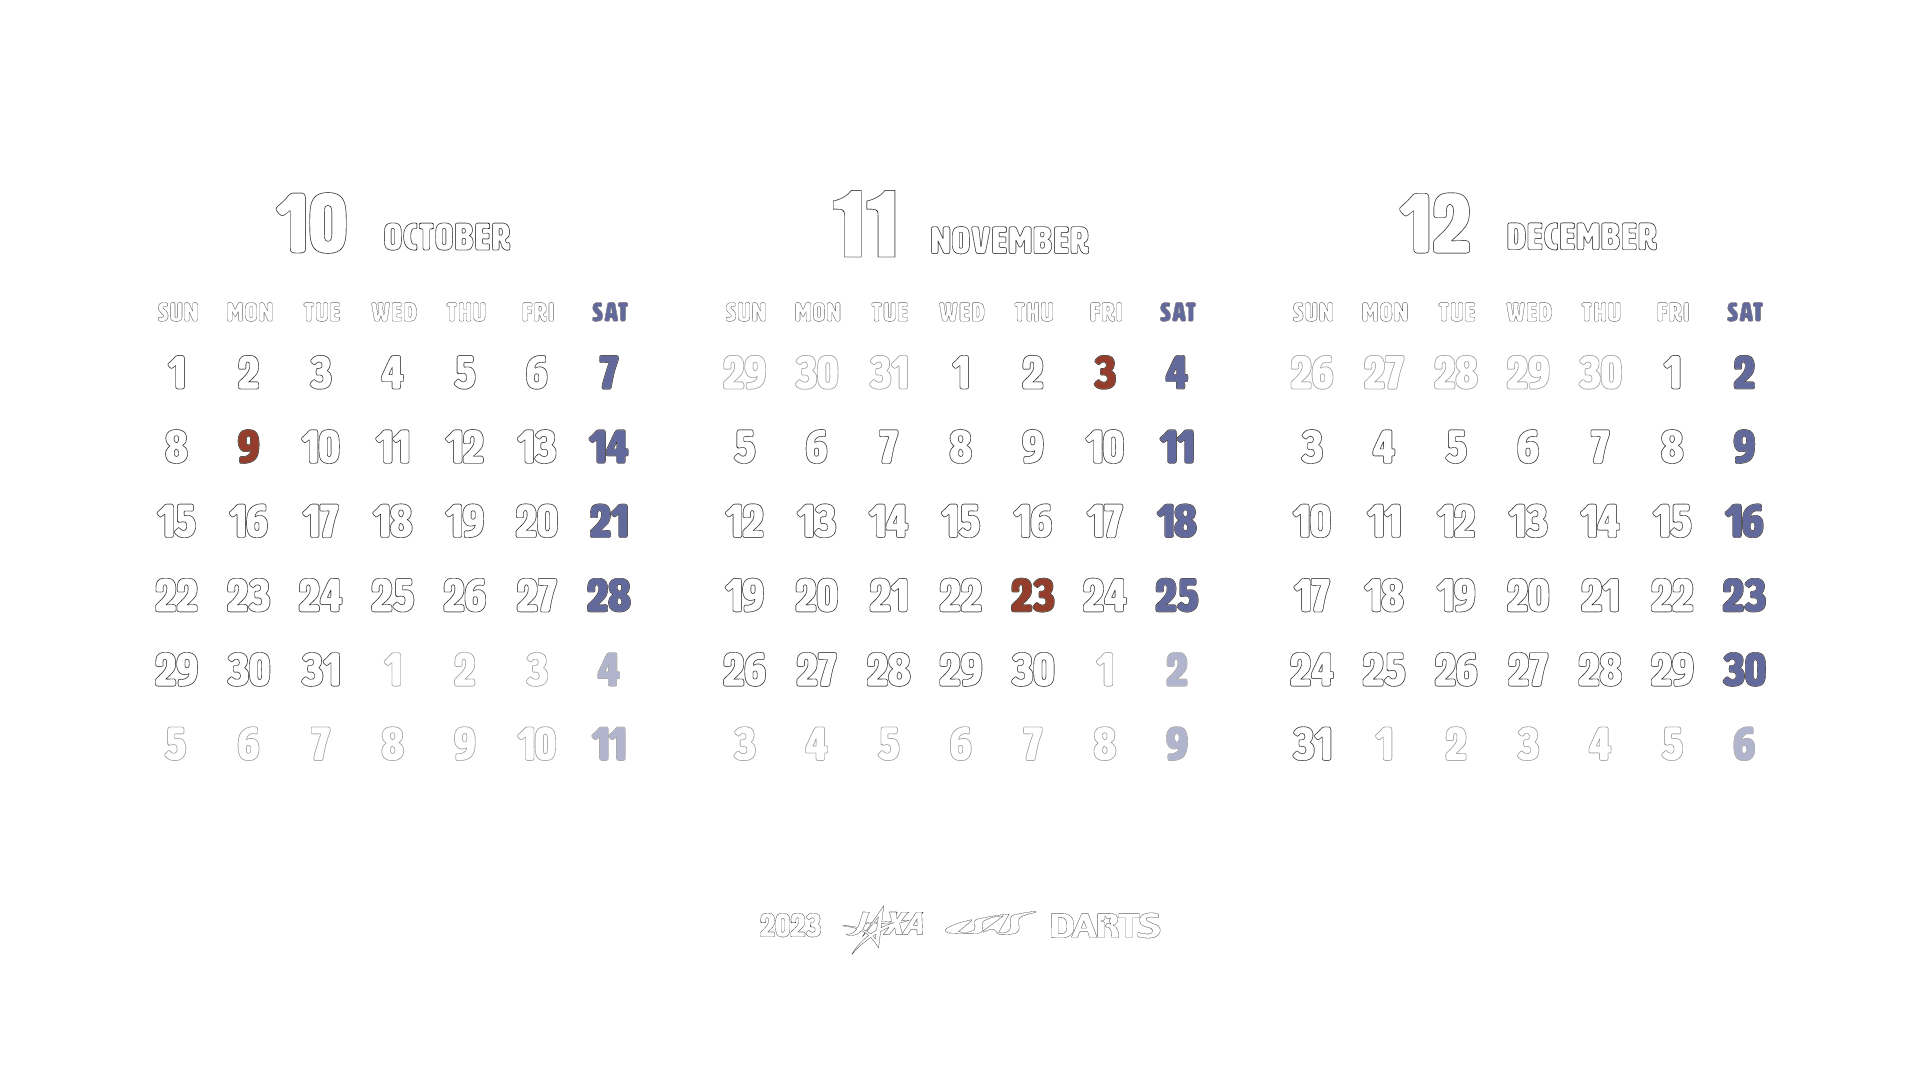 10 OCTOBER
SUN MON TUE WED THU FRI SAT
1 2 3 4 5 6 7
8 9 10 11 12 13 14
15 16 17 18 19 20 21
22 23 24 25 26 27 28
29 30 31 1 2 3 4
5 6 7 8 9 10 11
11 NOVEMBER
SUN MON TUE WED THU FRI SAT
29 30 31 1 2 3 4
5 6 7 8 9 10 11
12 13 14 15 16 17 18
19 20 21 22 23 24 25
26 27 28 29 30 1 2
3 4 5 6 7 8 9
12 DECEMBER
SUN MON TUE WED THU FRI SAT
26 27 28 29 30 1 2
3 4 5 6 7 8 9
10 11 12 13 14 15 16
17 18 19 20 21 22 23
24 25 26 27 28 29 30
31 1 2 3 4 5 6
2023 JAXA ISAS DARTS